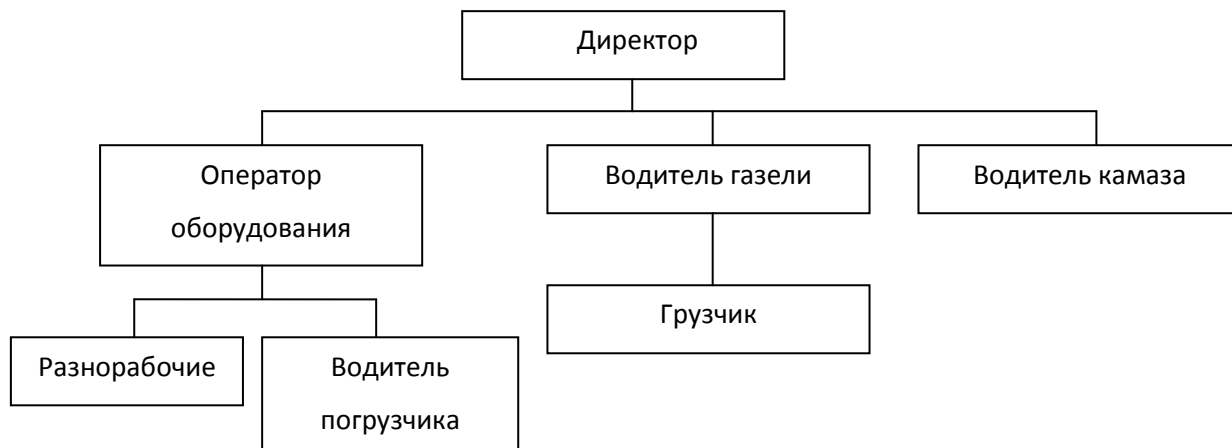 Директор
Оператор
оборудования
Водитель газели
Водитель камаза
Грузчик
Разнорабочие
Водитель
погрузчика